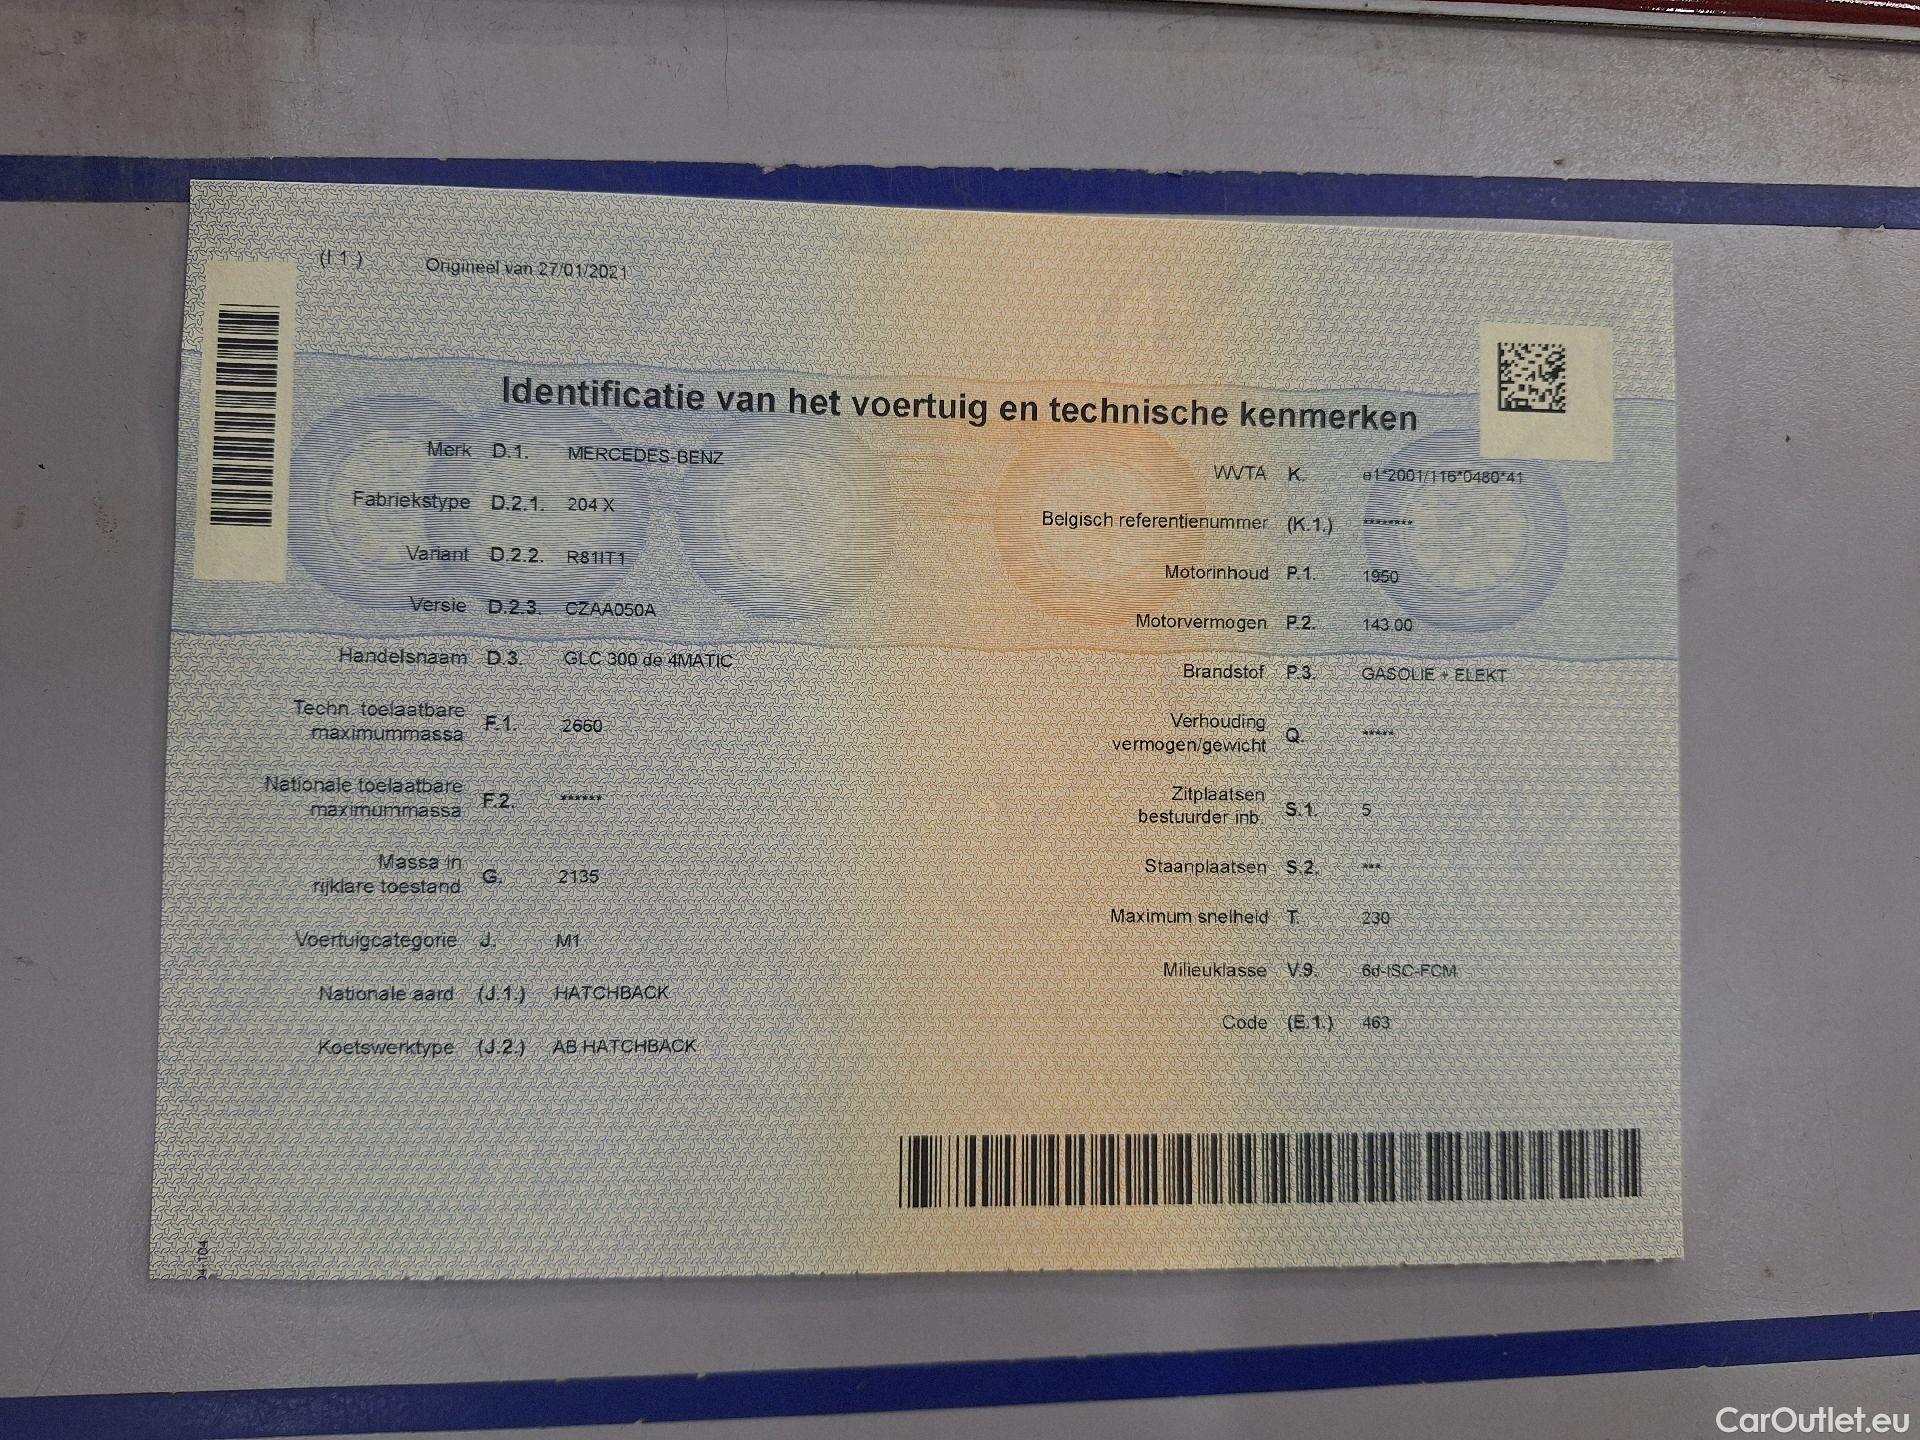 (I.1.) Origineel van 27/01/2021
Identificatie van het voertuig en technische kenmerken
Merk D.1. MERCEDES-BENZ
Fabriekstype D.2.1. 204 X
Variant D.2.2. R81IT1
Versie D.2.3. CZAA050A
Handelsnaam D.3. GLC 300 de 4MATIC
Techn. toelaatbare
maximummassa F.1. 2660
Nationale toelaatbare
maximummassa F.2. ******
Massa in
rijklare toestand G. 2135
Voertuigcategorie J. M1
Nationale aard (J.1.) HATCHBACK
Koetswerktype (J.2.) AB HATCHBACK
WVTA K. e1*2001/116*0480*41
Belgisch referentienummer (K.1.) ********
Motorinhoud P.1. 1950
Motorvermogen P.2. 143.00
Brandstof P.3. GASOLIE + ELEKT
Verhouding
vermogen/gewicht Q. *****
Zitplaatsen
bestuurder inb. S.1. 5
Staanplaatsen S.2. ***
Maximum snelheid T. 230
Milieuklasse V.9. 6d-ISC-FCM
Code (E.1.) 463
04-104
CarOutlet.eu